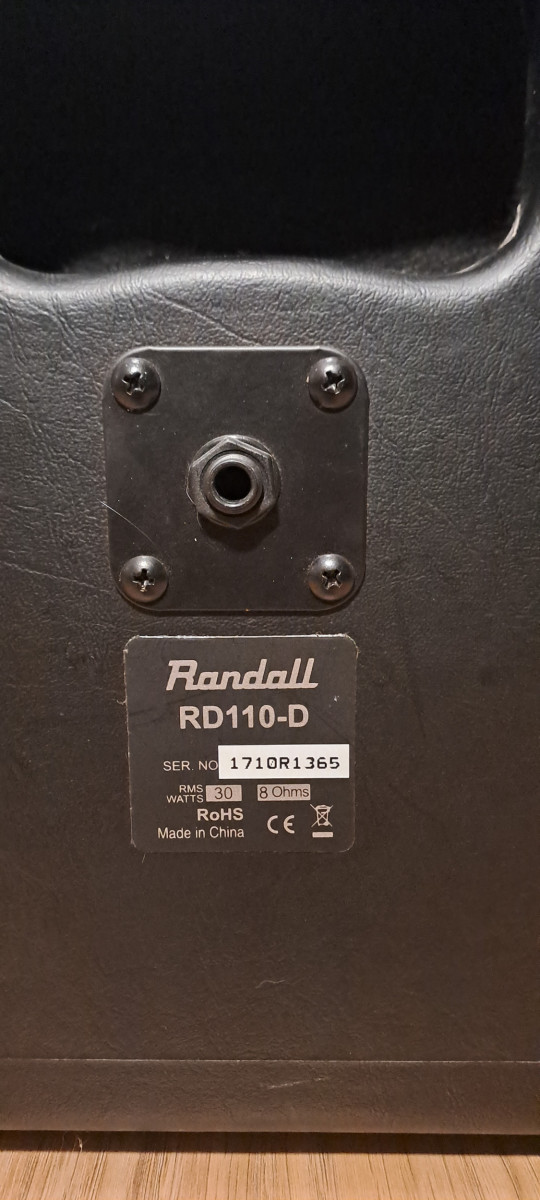 Randall
RD110-D
SER. NO 1710R1365
RMS WATTS 30 8 Ohms
RoHS
Made in China CE